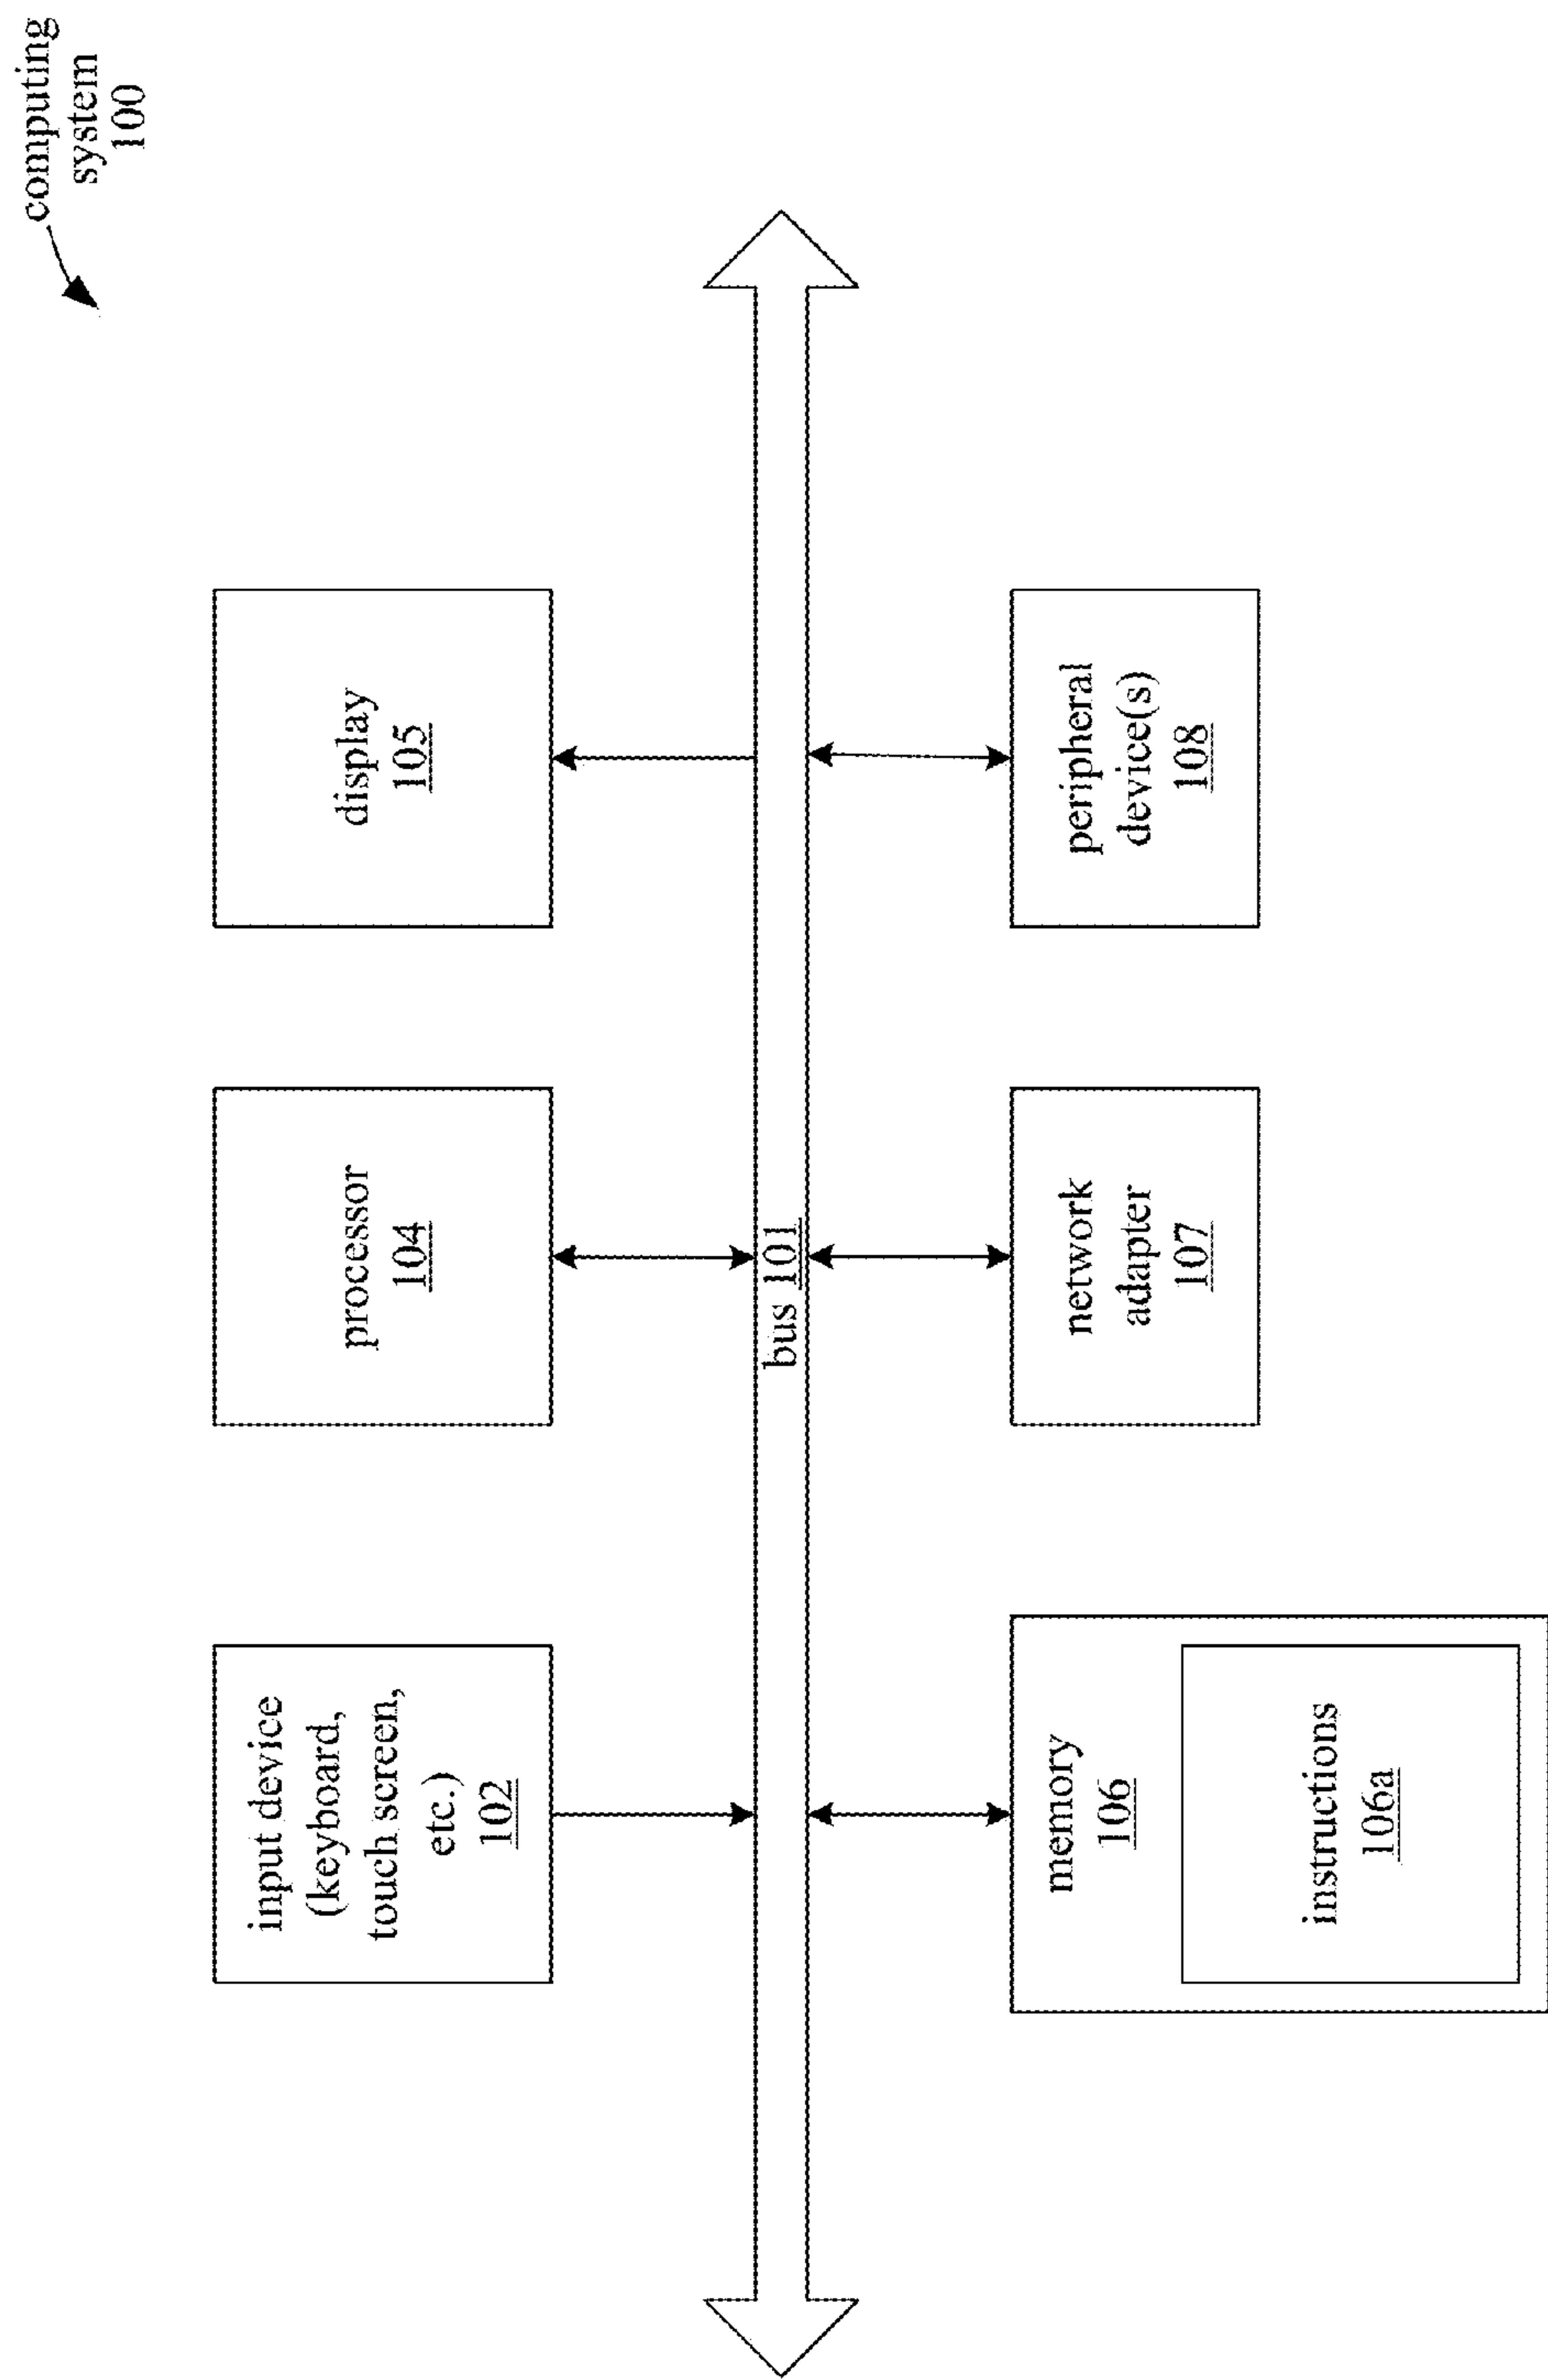 computing
system
100
input device
(keyboard,
touch screen,
etc.)
102
processor
104
display
105
bus 101
memory
106
instructions
106a
network
adapter
107
peripheral
device(s)
108